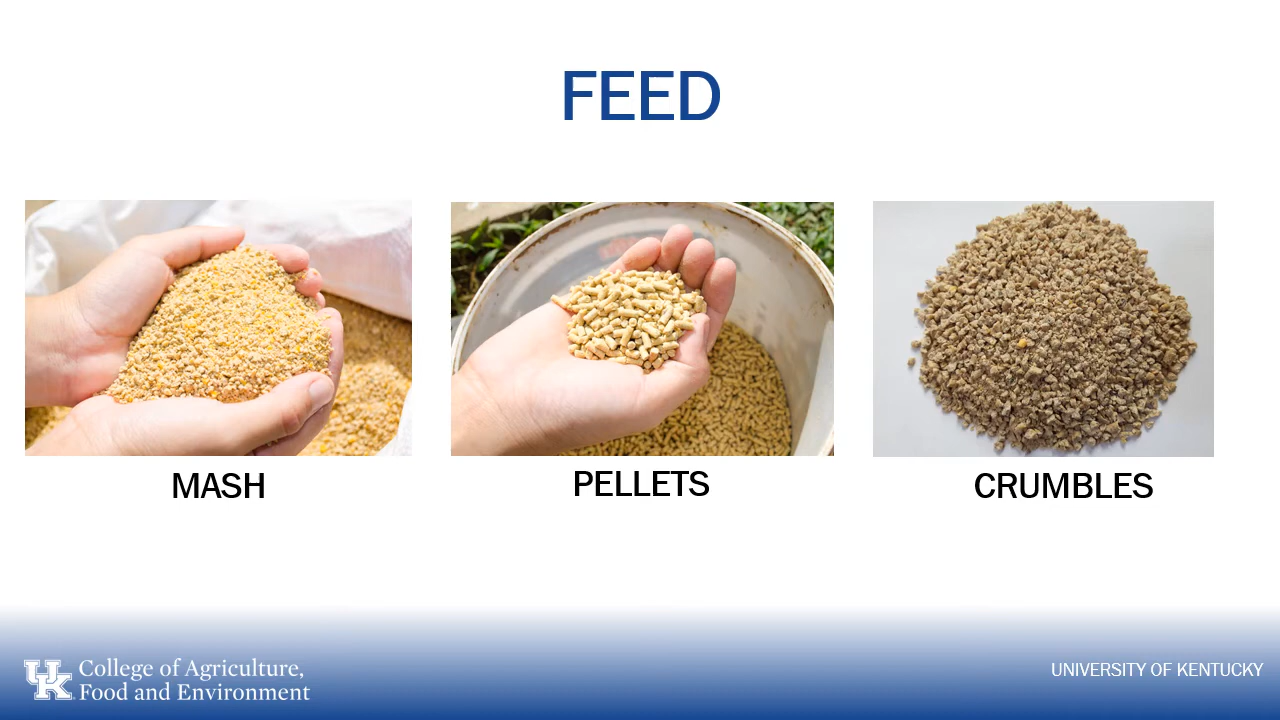 FEED
MASH
PELLETS
CRUMBLES
UK
College of Agriculture,
Food and Environment
UNIVERSITY OF KENTUCKY